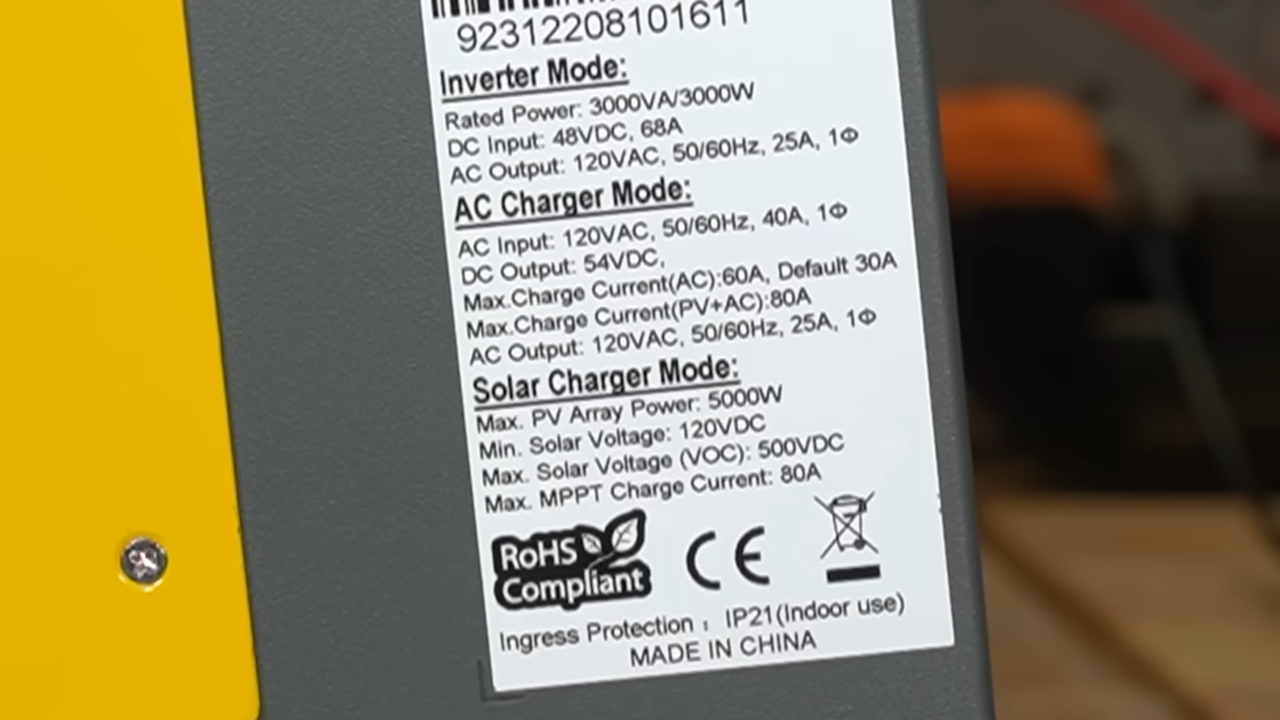 92312208101611
Inverter Mode:
Rated Power: 3000VA/3000W
DC Input: 48VDC, 68A
AC Output: 120VAC, 50/60Hz, 25A, 1Φ
AC Charger Mode:
AC Input: 120VAC, 50/60Hz, 40A, 1Φ
DC Output: 54VDC,
Max.Charge Current(AC):60A, Default 30A
Max.Charge Current(PV+AC):80A
AC Output: 120VAC, 50/60Hz, 25A, 1Φ
Solar Charger Mode:
Max. PV Array Power: 5000W
Min. Solar Voltage: 120VDC
Max. Solar Voltage (VOC): 500VDC
Max. MPPT Charge Current: 80A
RoHS
Compliant
CE
Ingress Protection : IP21(Indoor use)
MADE IN CHINA